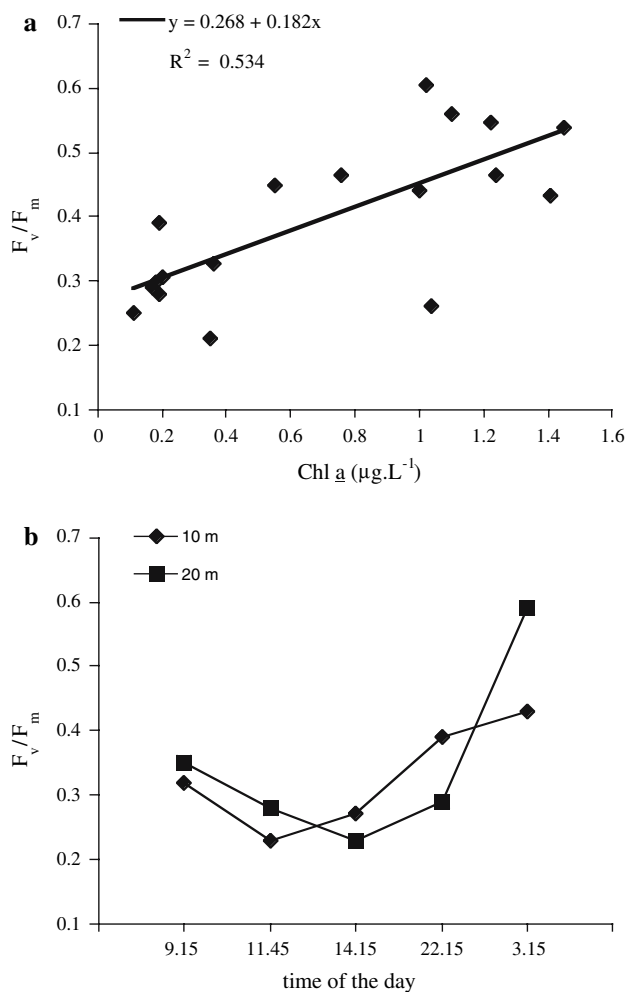 a
y = 0.268 + 0.182x
R² = 0.534
0.7
0.6
0.5
0.4
0.3
0.2
0.1
Fv/Fm
0 0.2 0.4 0.6 0.8 1 1.2 1.4 1.6
Chl a (µg.L⁻¹)
b
10 m
20 m
0.7
0.6
0.5
0.4
0.3
0.2
0.1
Fv/Fm
9.15 11.45 14.15 22.15 3.15
time of the day